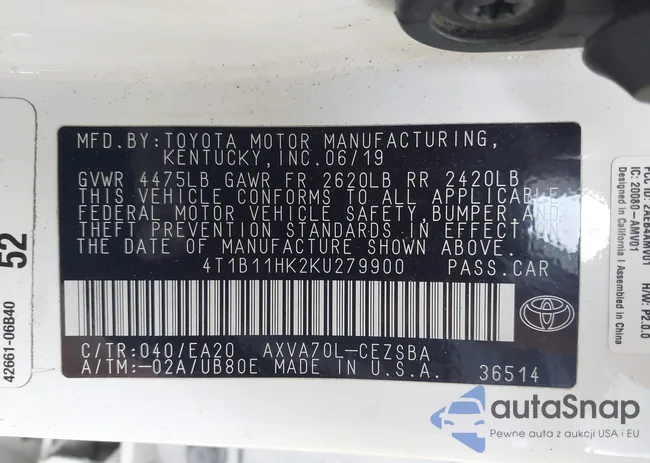 MFD.BY:TOYOTA MOTOR MANUFACTURING,
KENTUCKY,INC.06/19
GVWR 4475LB GAWR FR 2620LB RR 2420LB
THIS VEHICLE CONFORMS TO ALL APPLICABLE
FEDERAL MOTOR VEHICLE SAFETY,BUMPER,AND
THEFT PREVENTION STANDARDS IN EFFECT ON
THE DATE OF MANUFACTURE SHOWN ABOVE.
4T1B11HK2KU279900 PASS.CAR
C/TR:040/EA20 AXVA70L-CEZSBA
A/TM:-02A/UB80E MADE IN U.S.A. 36514
52
42661-06B40
IC: 20080-AMV01
Designed in California I Assembled in China
H/W: P2.0.0
autaSnap
Pewne auta z aukcji USA i EU